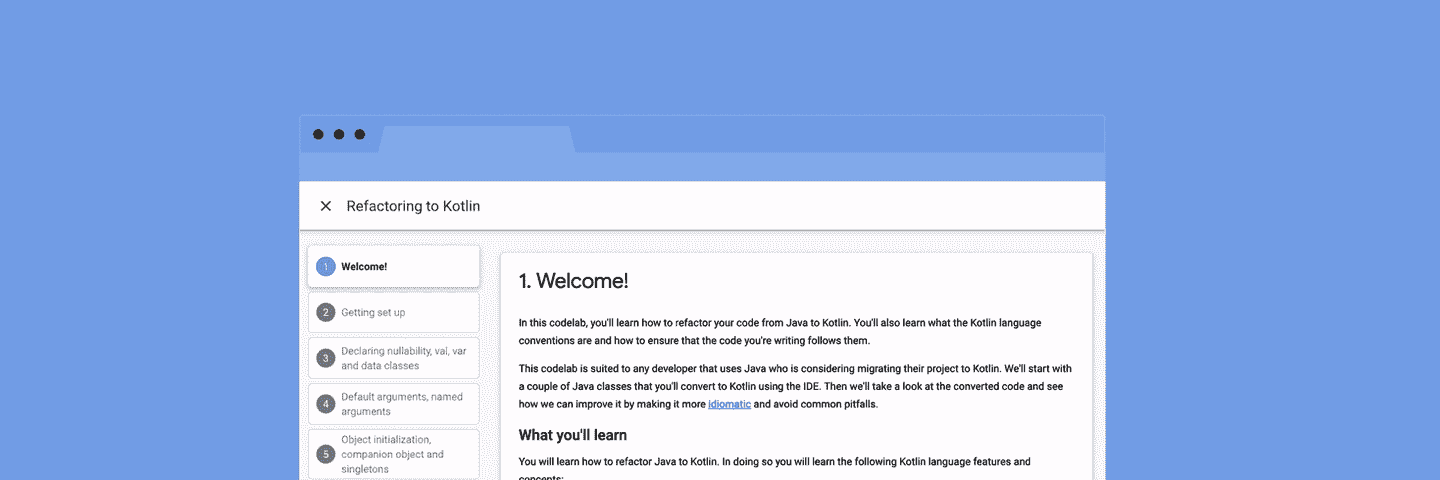 Refactoring to Kotlin
1 Welcome!
2 Getting set up
3 Declaring nullability, val, var
and data classes
4 Default arguments, named
arguments
5 Object initialization,
companion object and
singletons
1. Welcome!
In this codelab, you'll learn how to refactor your code from Java to Kotlin. You'll also learn what the Kotlin language
conventions are and how to ensure that the code you're writing follows them.
This codelab is suited to any developer that uses Java who is considering migrating their project to Kotlin. We'll start with
a couple of Java classes that you'll convert to Kotlin using the IDE. Then we'll take a look at the converted code and see
how we can improve it by making it more idiomatic and avoid common pitfalls.
What you'll learn
You will learn how to refactor Java to Kotlin. In doing so you will learn the following Kotlin language features and
concepts: